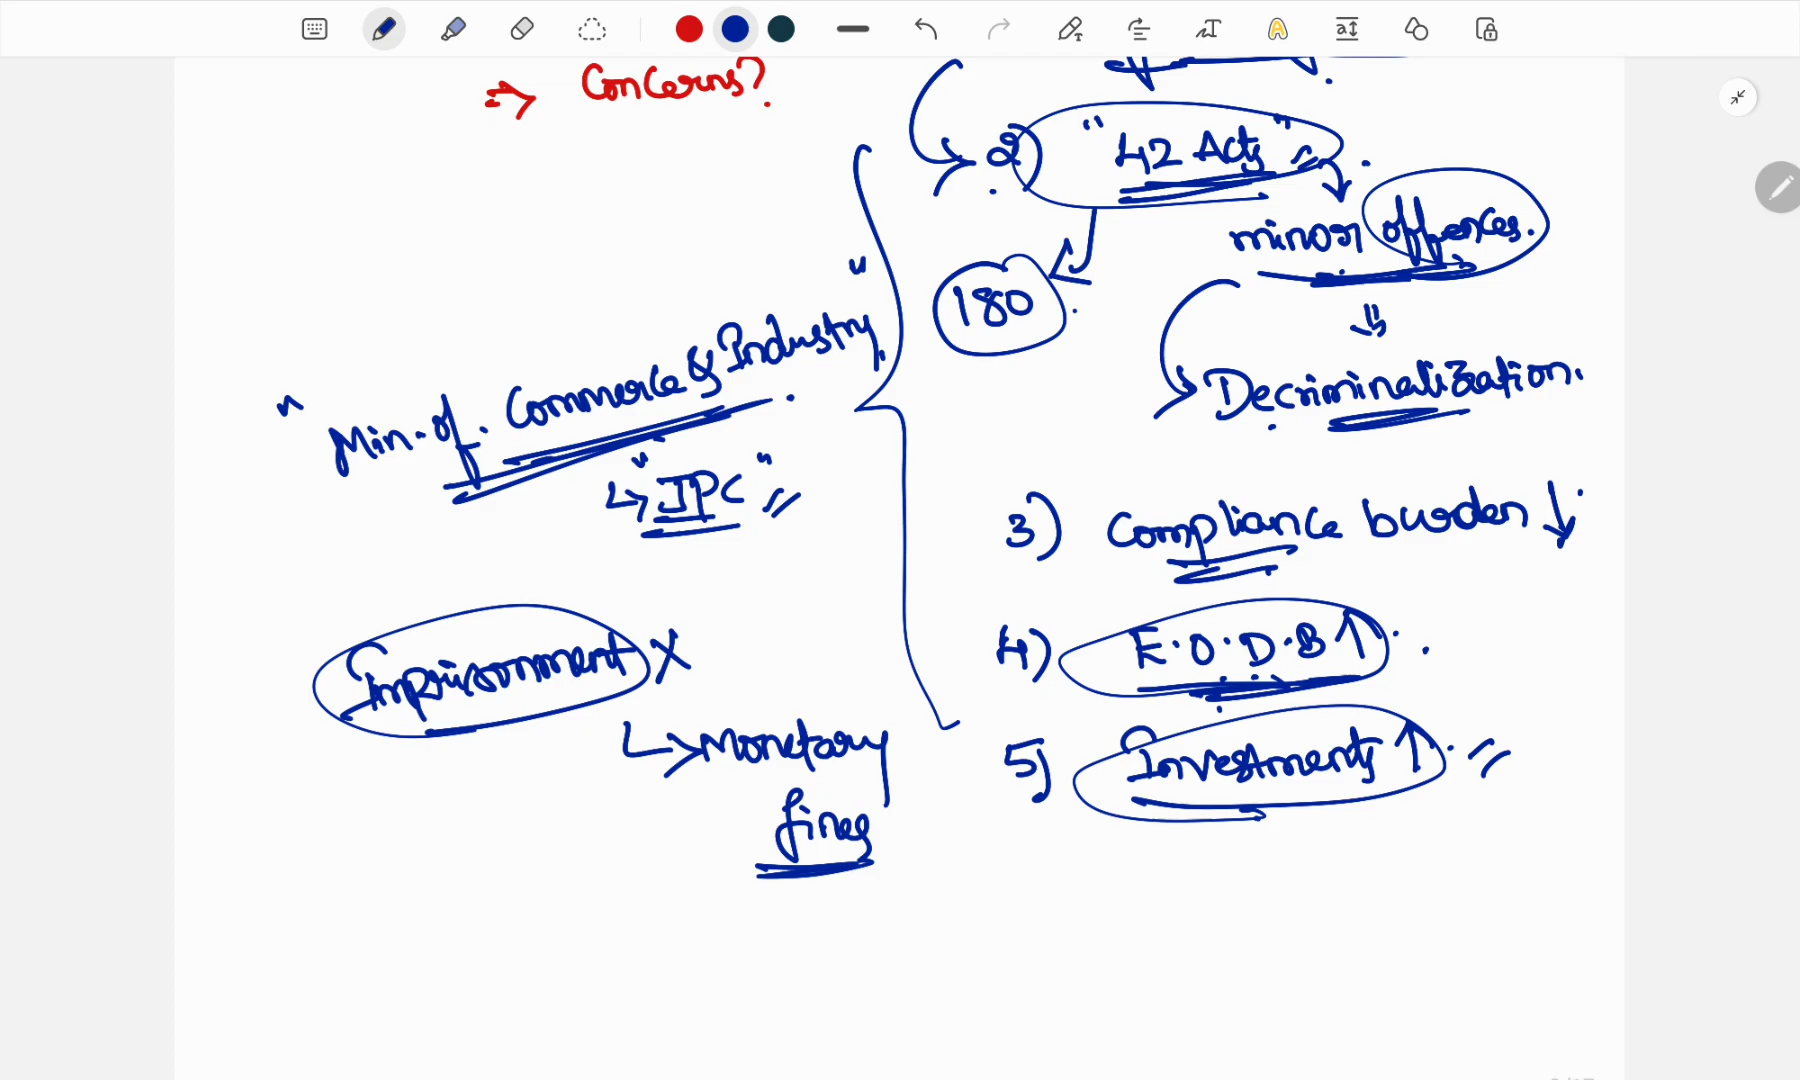 ⇒ Concerns?
2) "42 Acts"
minor offences.
180
Decriminalization.
"Min. of. Commerce & Industry"
↳ "JPC"
3) Compliance burden ↓
4) E.O.D.B ↑
5) Investments ↑
Imprisonment X
↳ Monetary
fines